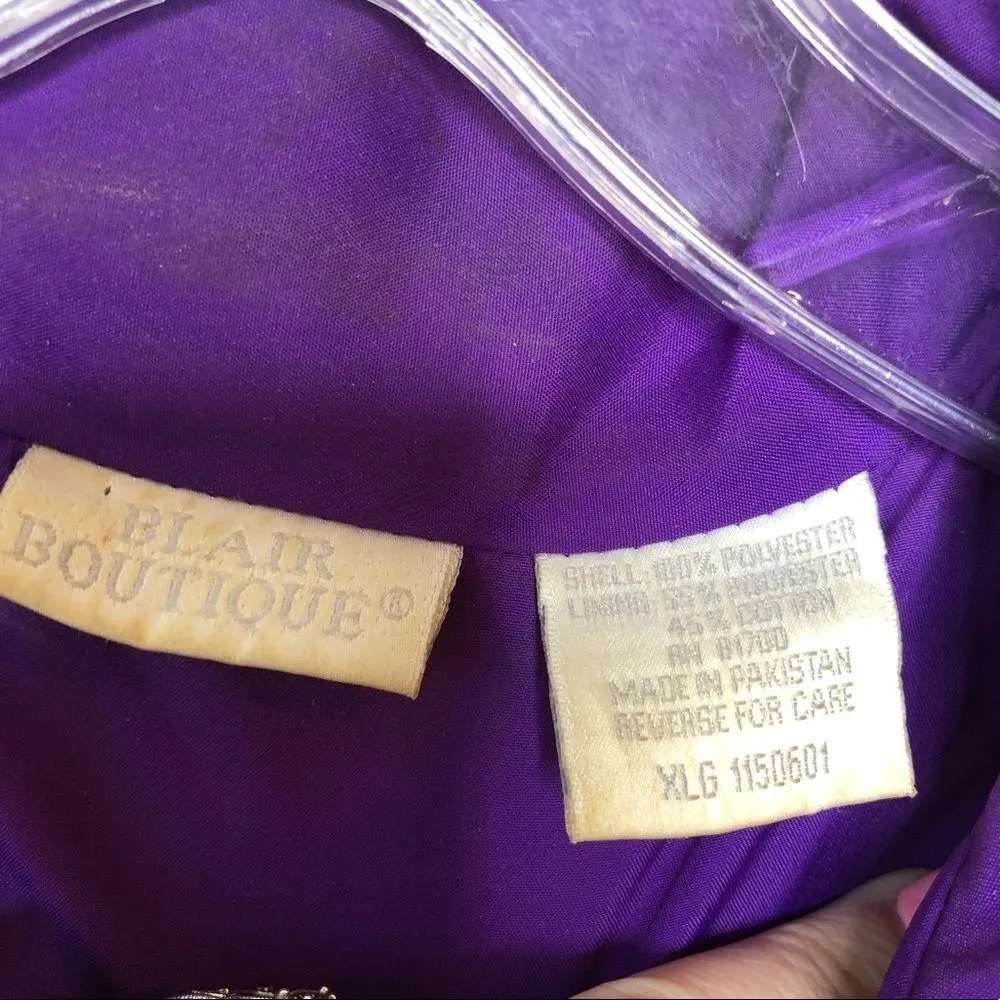 BLAIR
BOUTIQUE®
SHELL: 100% POLYESTER
LINING: 55% POLYESTER
45% COTTON
RN 81700
MADE IN PAKISTAN
REVERSE FOR CARE
XLG 1150601